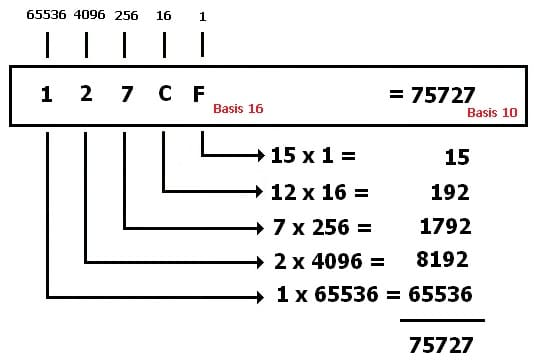 65536 4096 256 16 1
1 2 7 C F Basis 16 = 75727 Basis 10
15 x 1 = 15
12 x 16 = 192
7 x 256 = 1792
2 x 4096 = 8192
1 x 65536 = 65536
75727